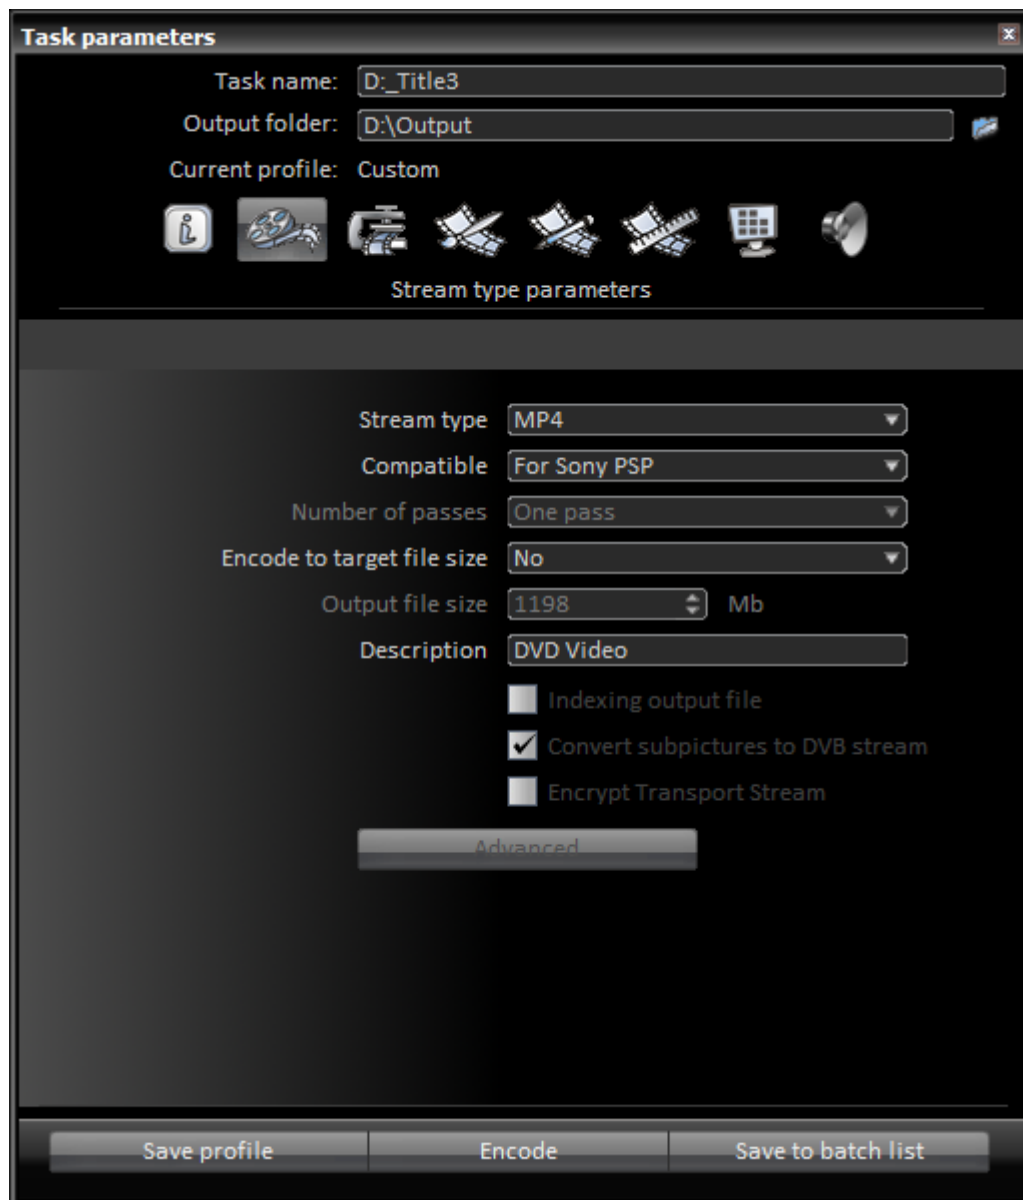 Task parameters
Task name: D:_Title3
Output folder: D:\Output
Current profile: Custom
Stream type parameters
Stream type MP4
Compatible For Sony PSP
Number of passes One pass
Encode to target file size No
Output file size 1198 Mb
Description DVD Video
Indexing output file
Convert subpictures to DVB stream
Encrypt Transport Stream
Advanced
Save profile Encode Save to batch list